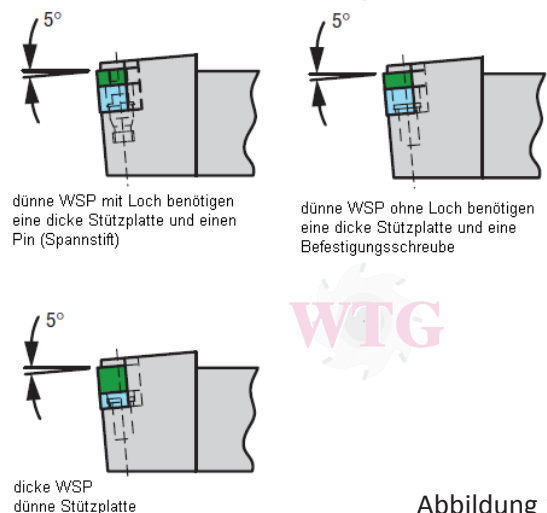 5°
5°
dünne WSP mit Loch benötigen
eine dicke Stützplatte und einen
Pin (Spannstift)
dünne WSP ohne Loch benötigen
eine dicke Stützplatte und eine
Befestigungsschreube
WTG
5°
dicke WSP
dünne Stützplatte
Abbildung